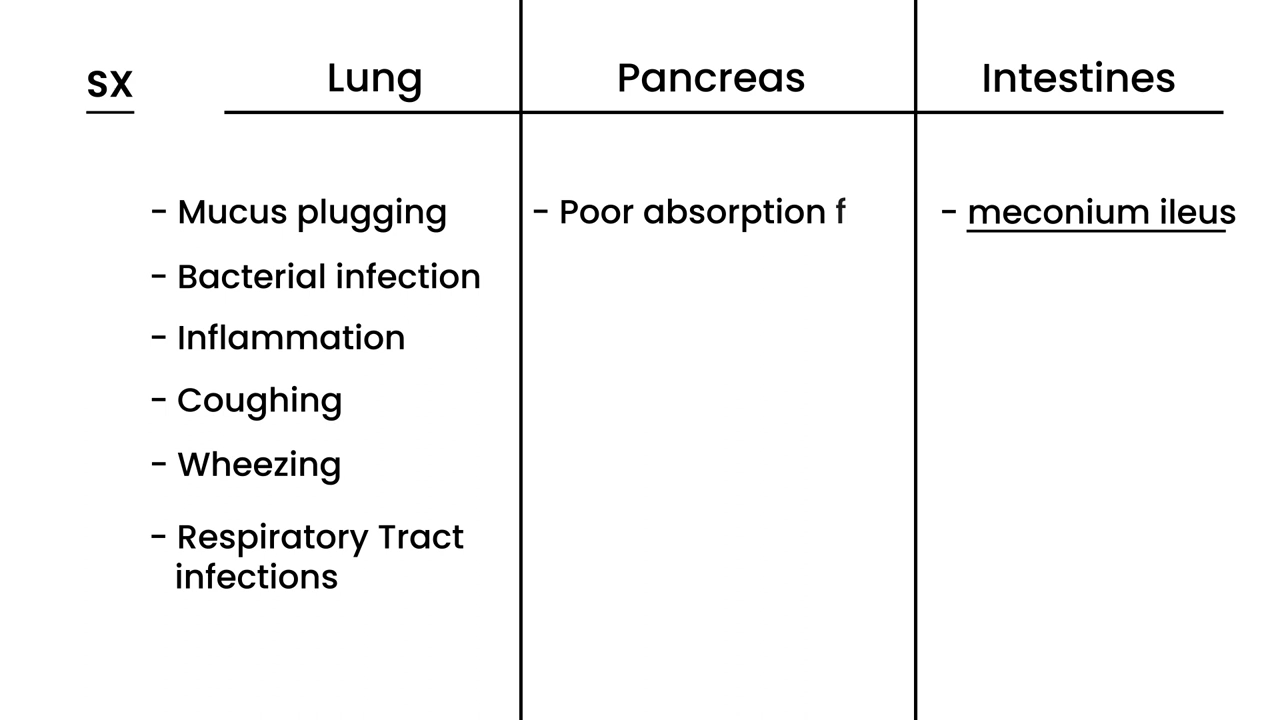 SX
Lung
Pancreas
Intestines
- Mucus plugging
- Bacterial infection
- Inflammation
- Coughing
- Wheezing
- Respiratory Tract
infections
- Poor absorption f
- meconium ileus